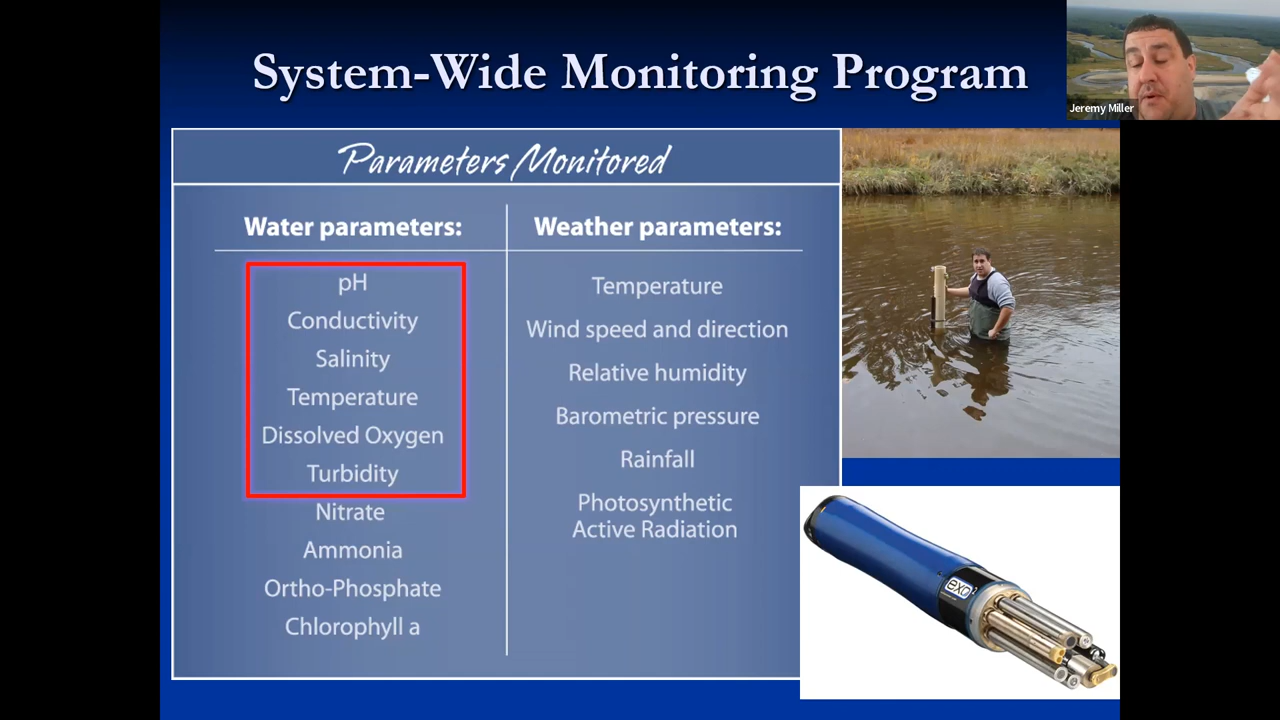 System-Wide Monitoring Program
Jeremy Miller
Parameters Monitored
Water parameters:
pH
Conductivity
Salinity
Temperature
Dissolved Oxygen
Turbidity
Nitrate
Ammonia
Ortho-Phosphate
Chlorophyll a
Weather parameters:
Temperature
Wind speed and direction
Relative humidity
Barometric pressure
Rainfall
Photosynthetic
Active Radiation
exo2